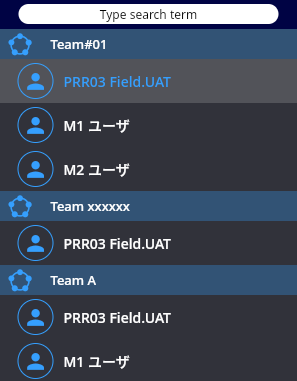 Type search term
Team#01
PRR03 Field.UAT
M1 ユーザ
M2 ユーザ
Team xxxxxx
PRR03 Field.UAT
Team A
PRR03 Field.UAT
M1 ユーザ